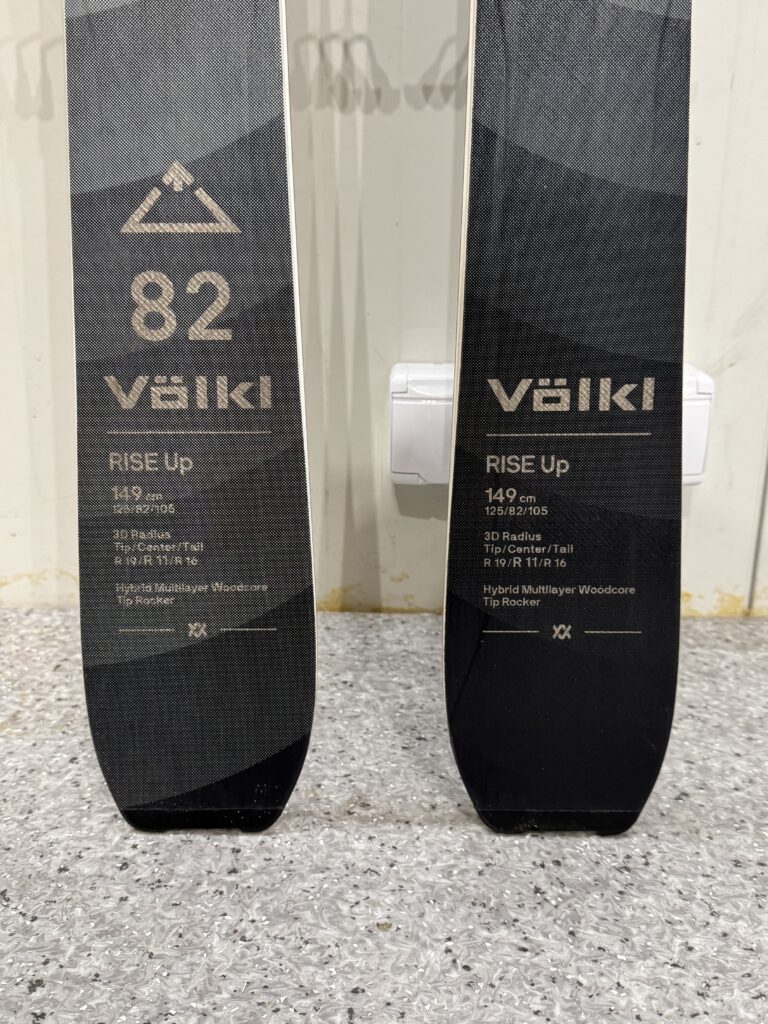 82
Völkl
RISE Up
149 cm
125/82/105
3D Radius
Tip/Center/Tail
R 19/R 11/R 16
Hybrid Multilayer Woodcore
Tip Rocker
Völkl
RISE Up
149 cm
125/82/105
3D Radius
Tip/Center/Tail
R 19/R 11/R 16
Hybrid Multilayer Woodcore
Tip Rocker